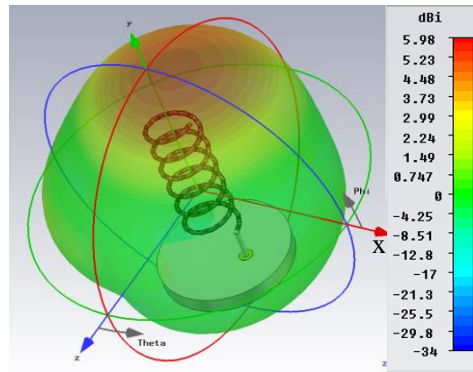 dBi
y
5.98
5.23
4.48
3.73
2.99
2.24
1.49
0.747
0
-4.25
-8.51
-12.8
-17
-21.3
-25.5
-29.8
-34
Phi
X
Theta
z
z